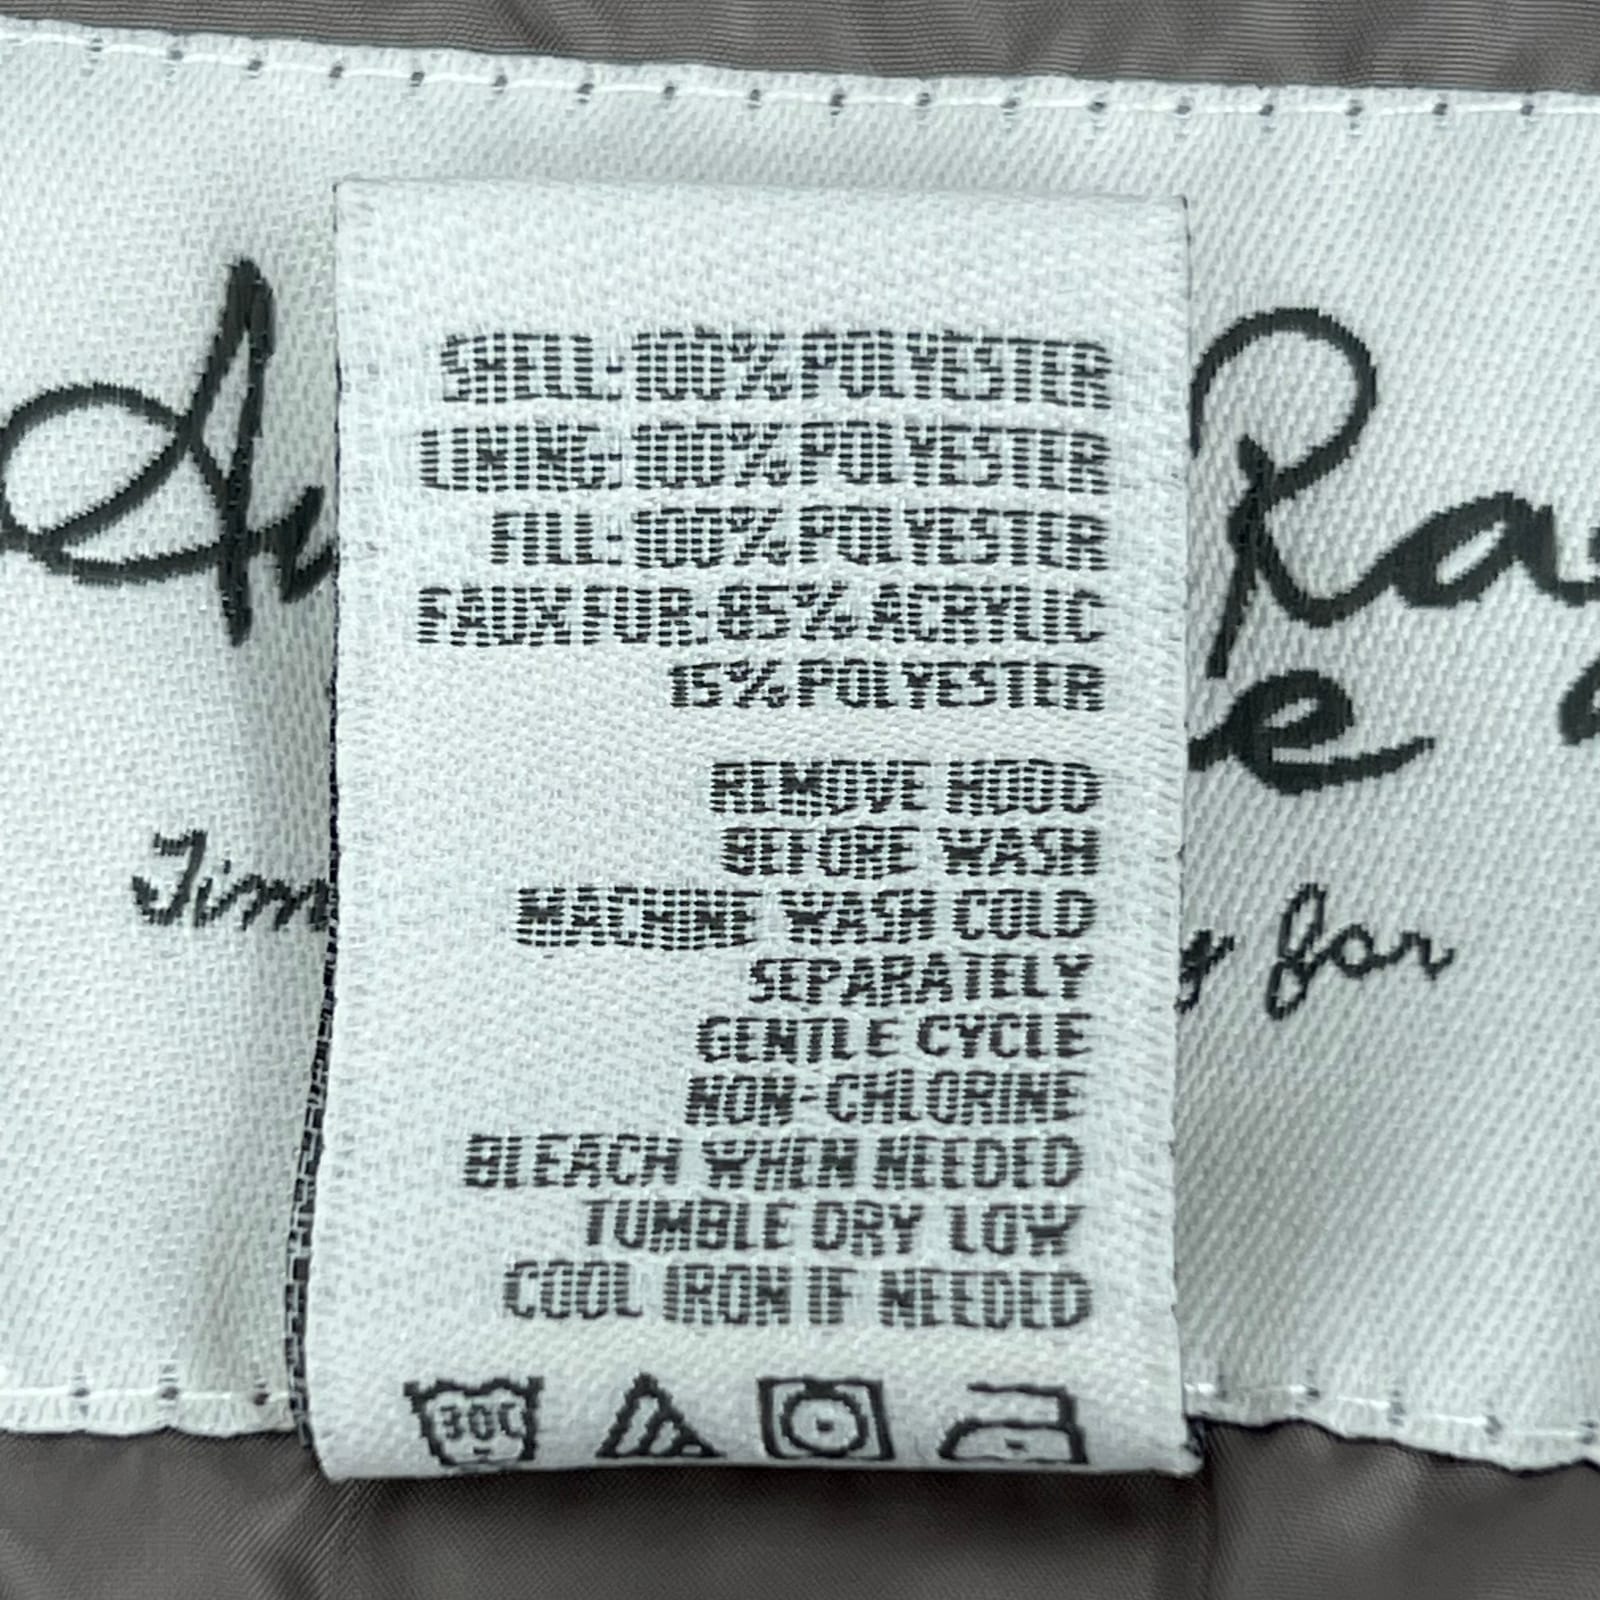 SHELL: 100% POLYESTER
LINING: 100% POLYESTER
FILL: 100% POLYESTER
FAUX FUR: 85% ACRYLIC
15% POLYESTER
REMOVE HOOD
BEFORE WASH
MACHINE WASH COLD
SEPARATELY
GENTLE CYCLE
NON-CHLORINE
BLEACH WHEN NEEDED
TUMBLE DRY LOW
COOL IRON IF NEEDED
30C
for